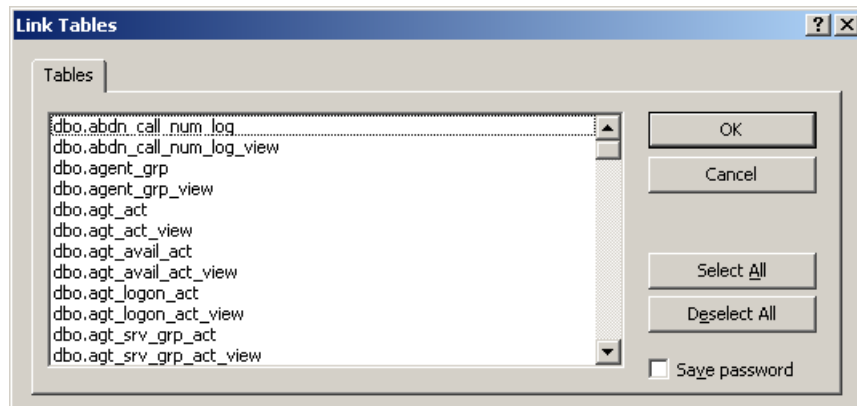 Link Tables
Tables
dbo.abdn_call_num_log
dbo.abdn_call_num_log_view
dbo.agent_grp
dbo.agent_grp_view
dbo.agt_act
dbo.agt_act_view
dbo.agt_avail_act
dbo.agt_avail_act_view
dbo.agt_logon_act
dbo.agt_logon_act_view
dbo.agt_srv_grp_act
dbo.agt_srv_grp_act_view
OK
Cancel
Select All
Deselect All
Save password